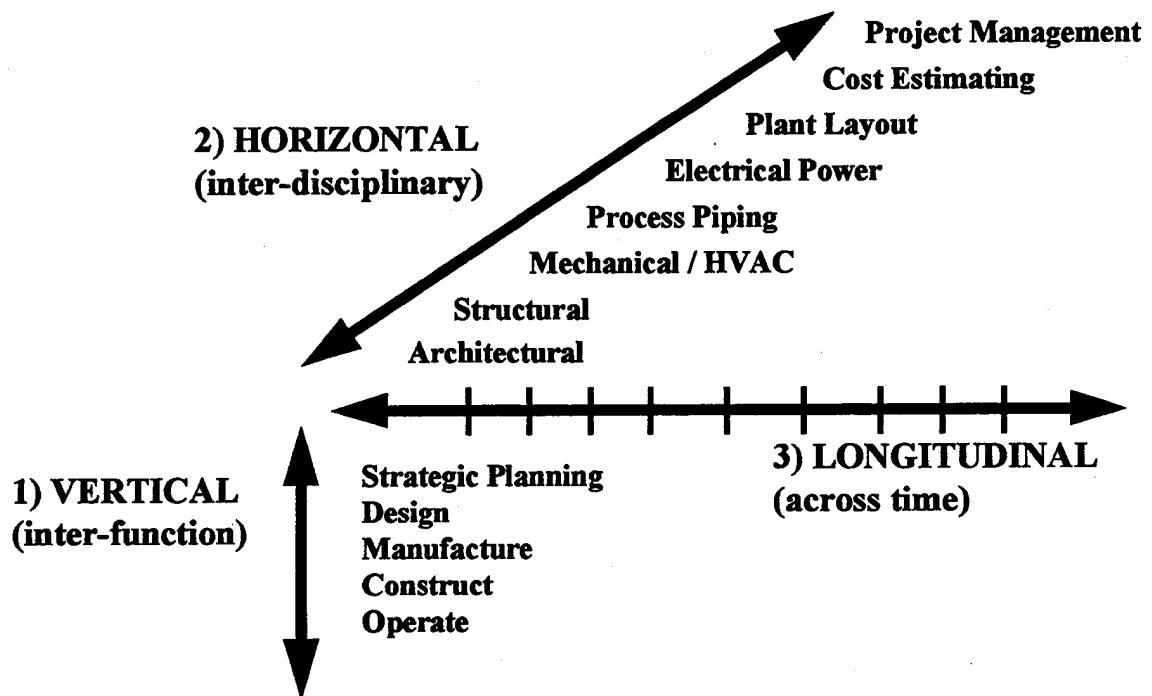 Project Management
Cost Estimating
2) HORIZONTAL
(inter-disciplinary)
Plant Layout
Electrical Power
Process Piping
Mechanical / HVAC
Structural
Architectural
1) VERTICAL
(inter-function)
Strategic Planning
Design
Manufacture
Construct
Operate
3) LONGITUDINAL
(across time)